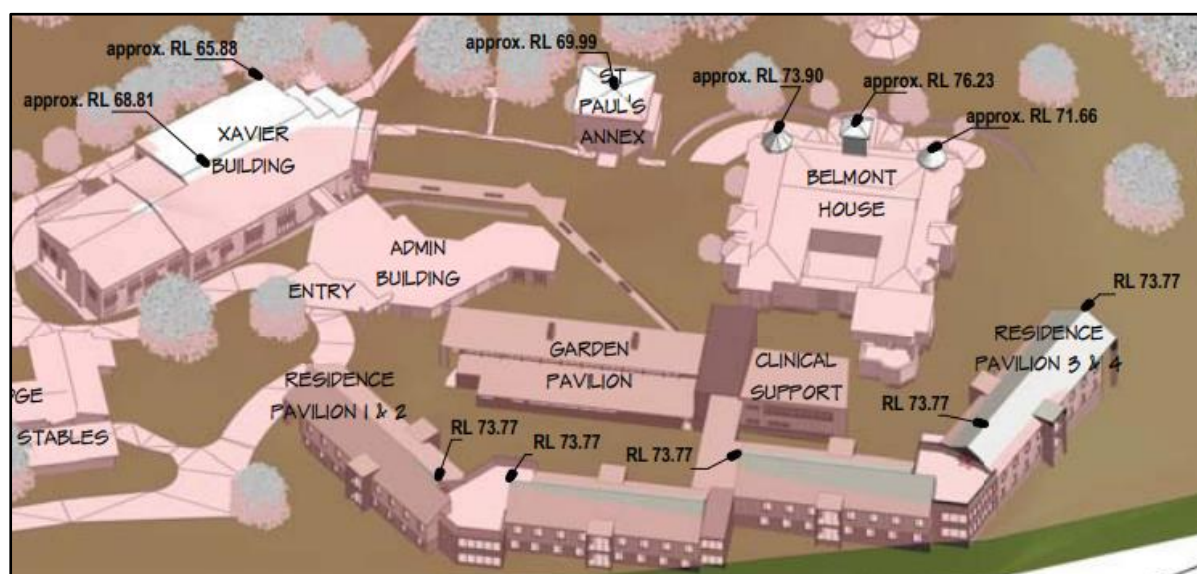 approx. RL 65.88
approx. RL 69.99
approx. RL 73.90
approx. RL 76.23
approx. RL 68.81
approx. RL 71.66
XAVIER
BUILDING
ST
PAUL'S
ANNEX
BELMONT
HOUSE
ADMIN
BUILDING
ENTRY
RL 73.77
GARDEN
PAVILION
CLINICAL
SUPPORT
RESIDENCE
PAVILION 3 & 4
RESIDENCE
PAVILION 1 & 2
DGE
STABLES
RL 73.77
RL 73.77
RL 73.77
RL 73.77